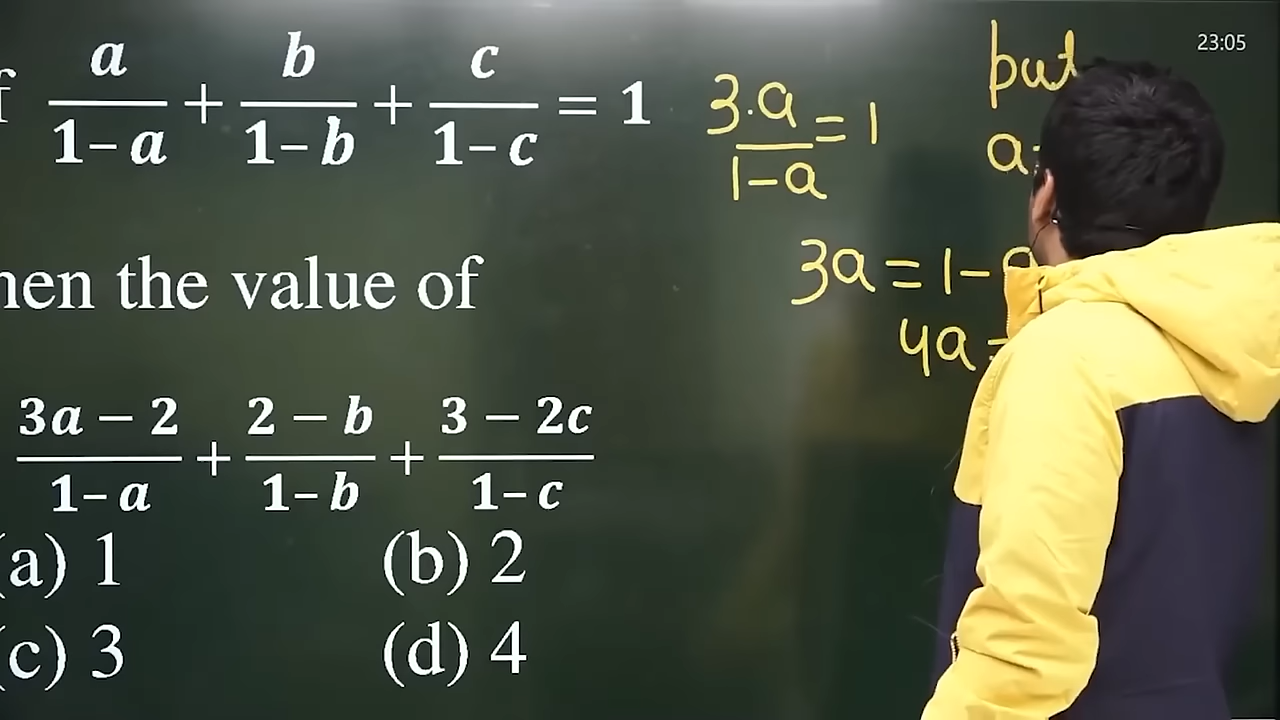 a/(1-a) + b/(1-b) + c/(1-c) = 1
the value of
(3a - 2)/(1-a) + (2 - b)/(1-b) + (3 - 2c)/(1-c)
(a) 1 (b) 2
(c) 3 (d) 4
3.a/(1-a) = 1
3a = 1-
4a =
put
a=
23:05